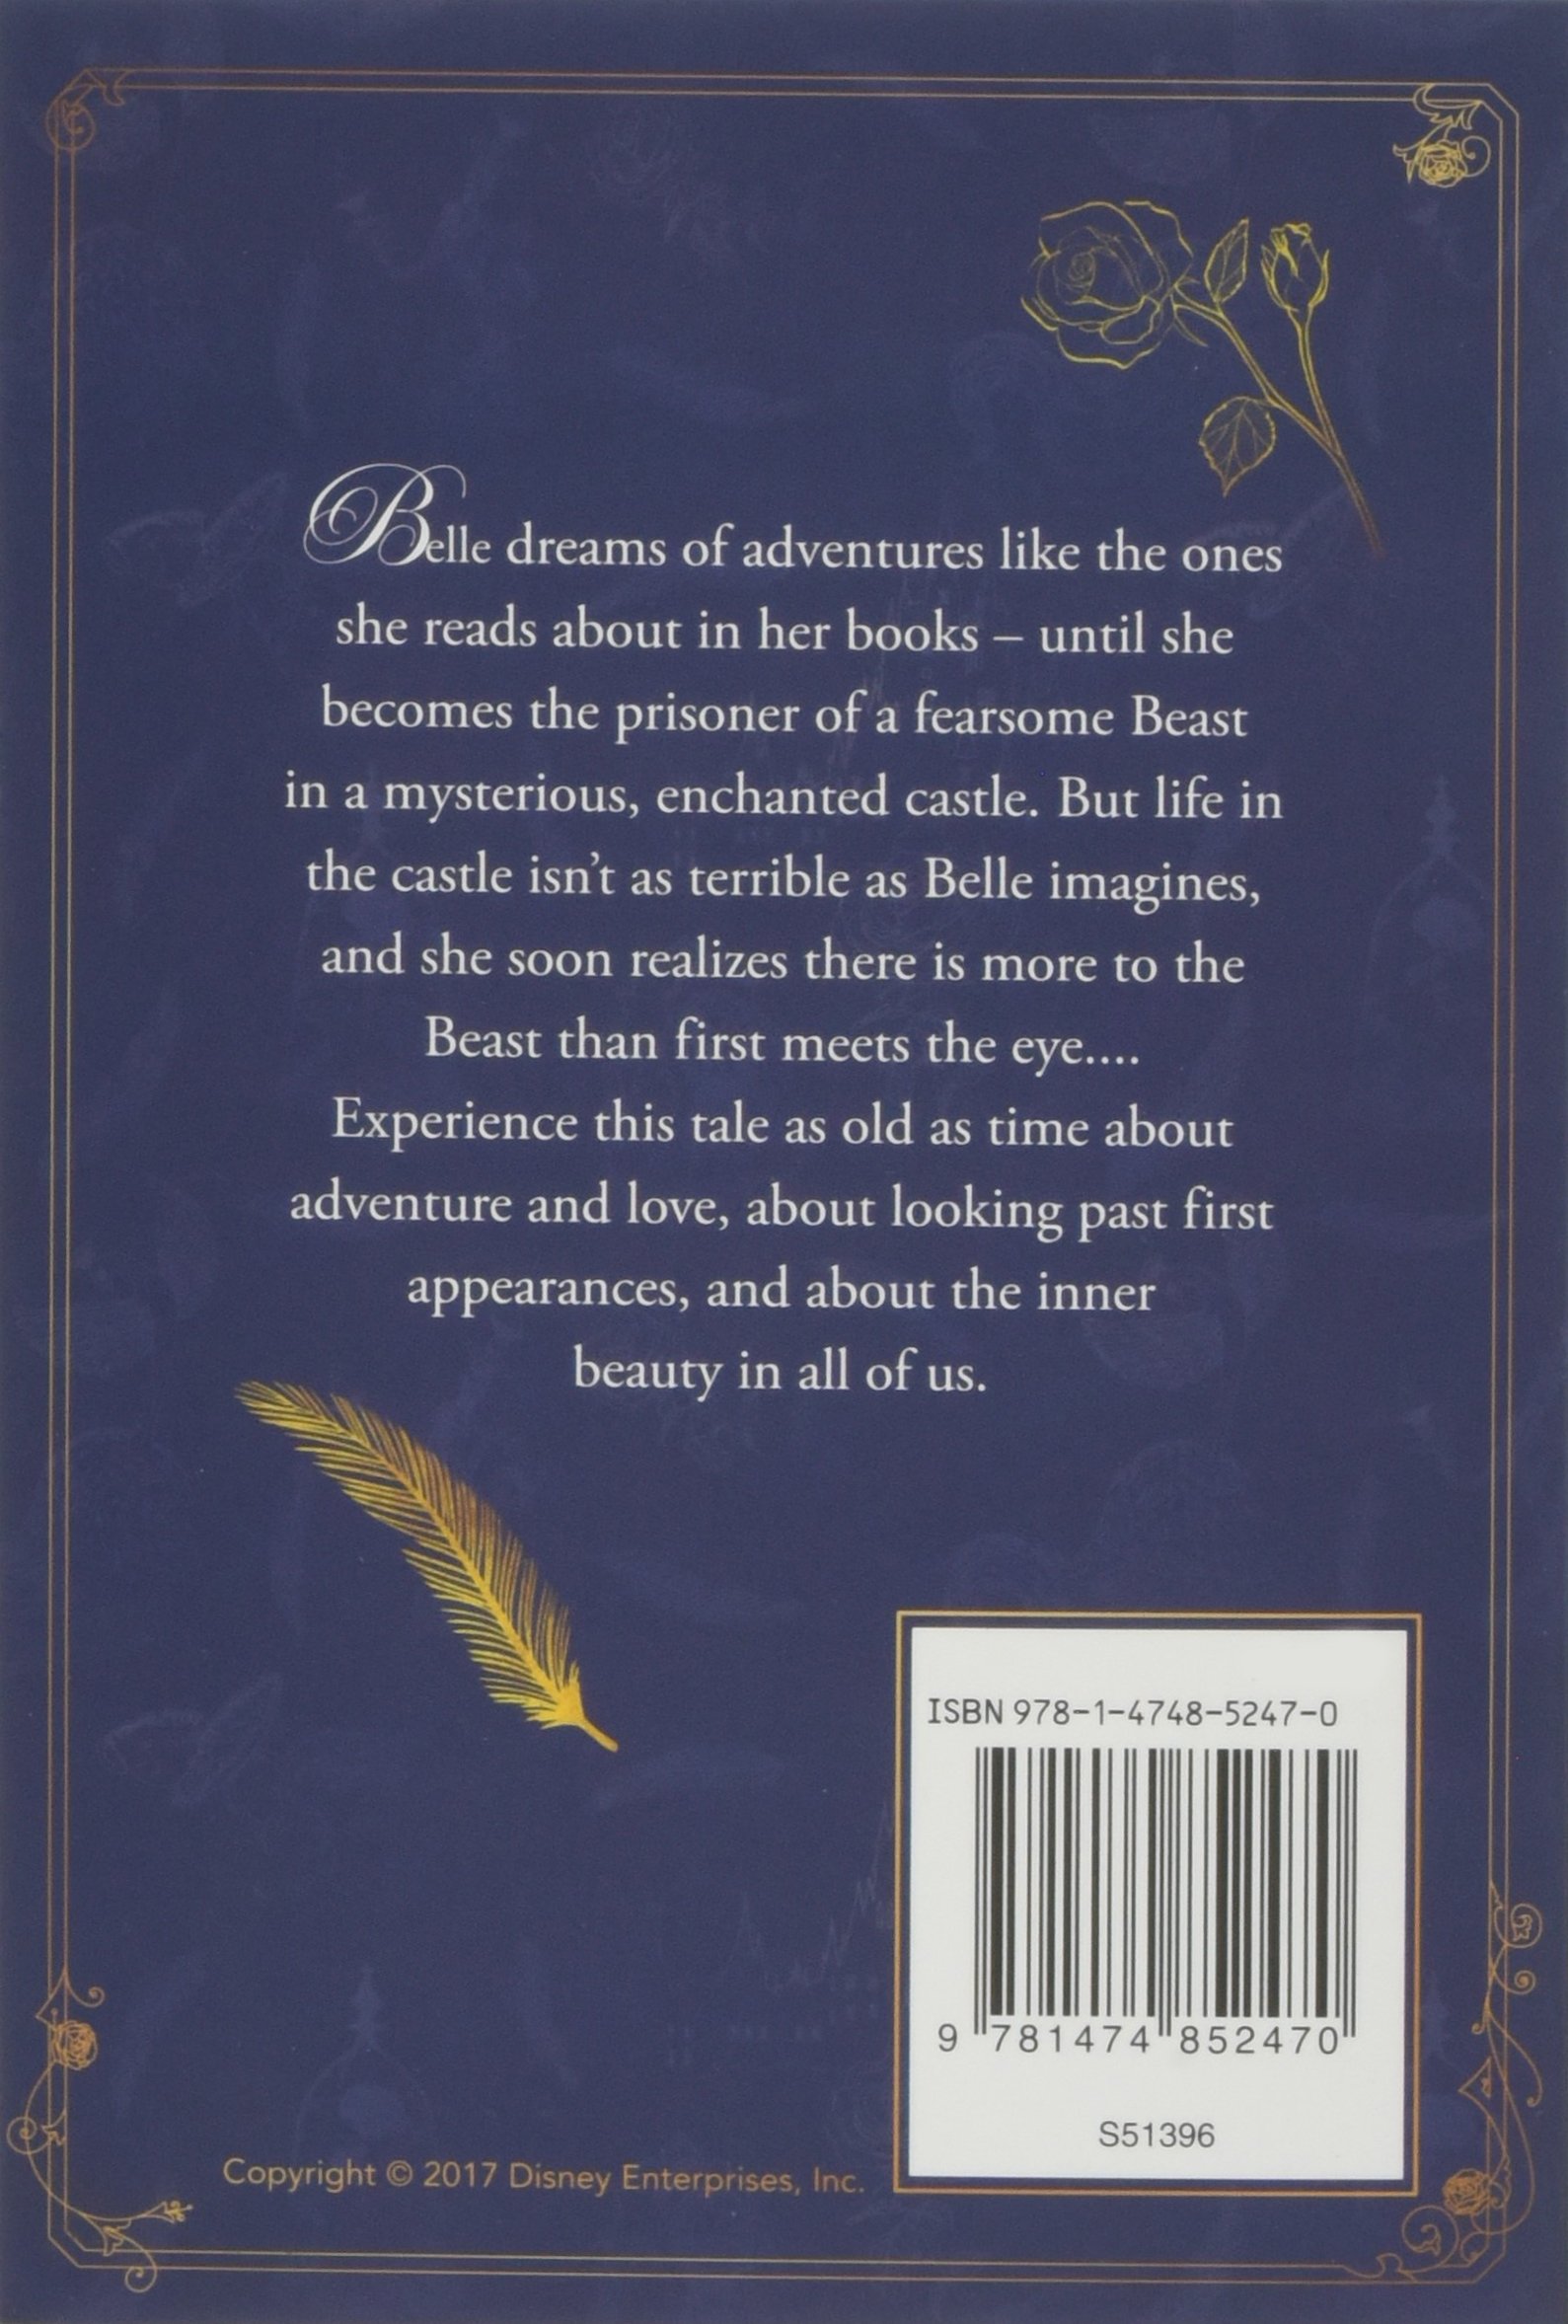 Belle dreams of adventures like the ones
she reads about in her books – until she
becomes the prisoner of a fearsome Beast
in a mysterious, enchanted castle. But life in
the castle isn’t as terrible as Belle imagines,
and she soon realizes there is more to the
Beast than first meets the eye....
Experience this tale as old as time about
adventure and love, about looking past first
appearances, and about the inner
beauty in all of us.
ISBN 978-1-4748-5247-0
9 781474 852470
S51396
Copyright © 2017 Disney Enterprises, Inc.